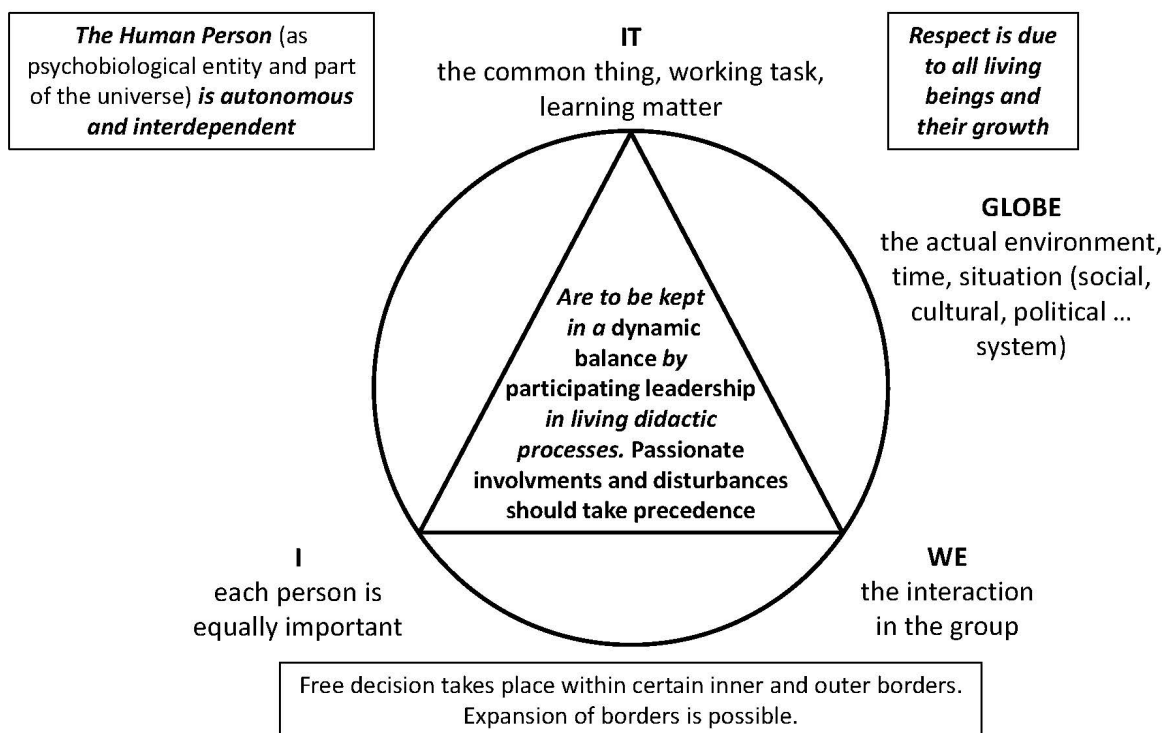 The Human Person (as
psychobiological entity and part
of the universe) is autonomous
and interdependent
IT
the common thing, working task,
learning matter
Respect is due
to all living
beings and
their growth
GLOBE
the actual environment,
time, situation (social,
cultural, political ...
system)
Are to be kept
in a dynamic
balance by
participating leadership
in living didactic
processes. Passionate
involvments and disturbances
should take precedence
I
each person is
equally important
WE
the interaction
in the group
Free decision takes place within certain inner and outer borders.
Expansion of borders is possible.